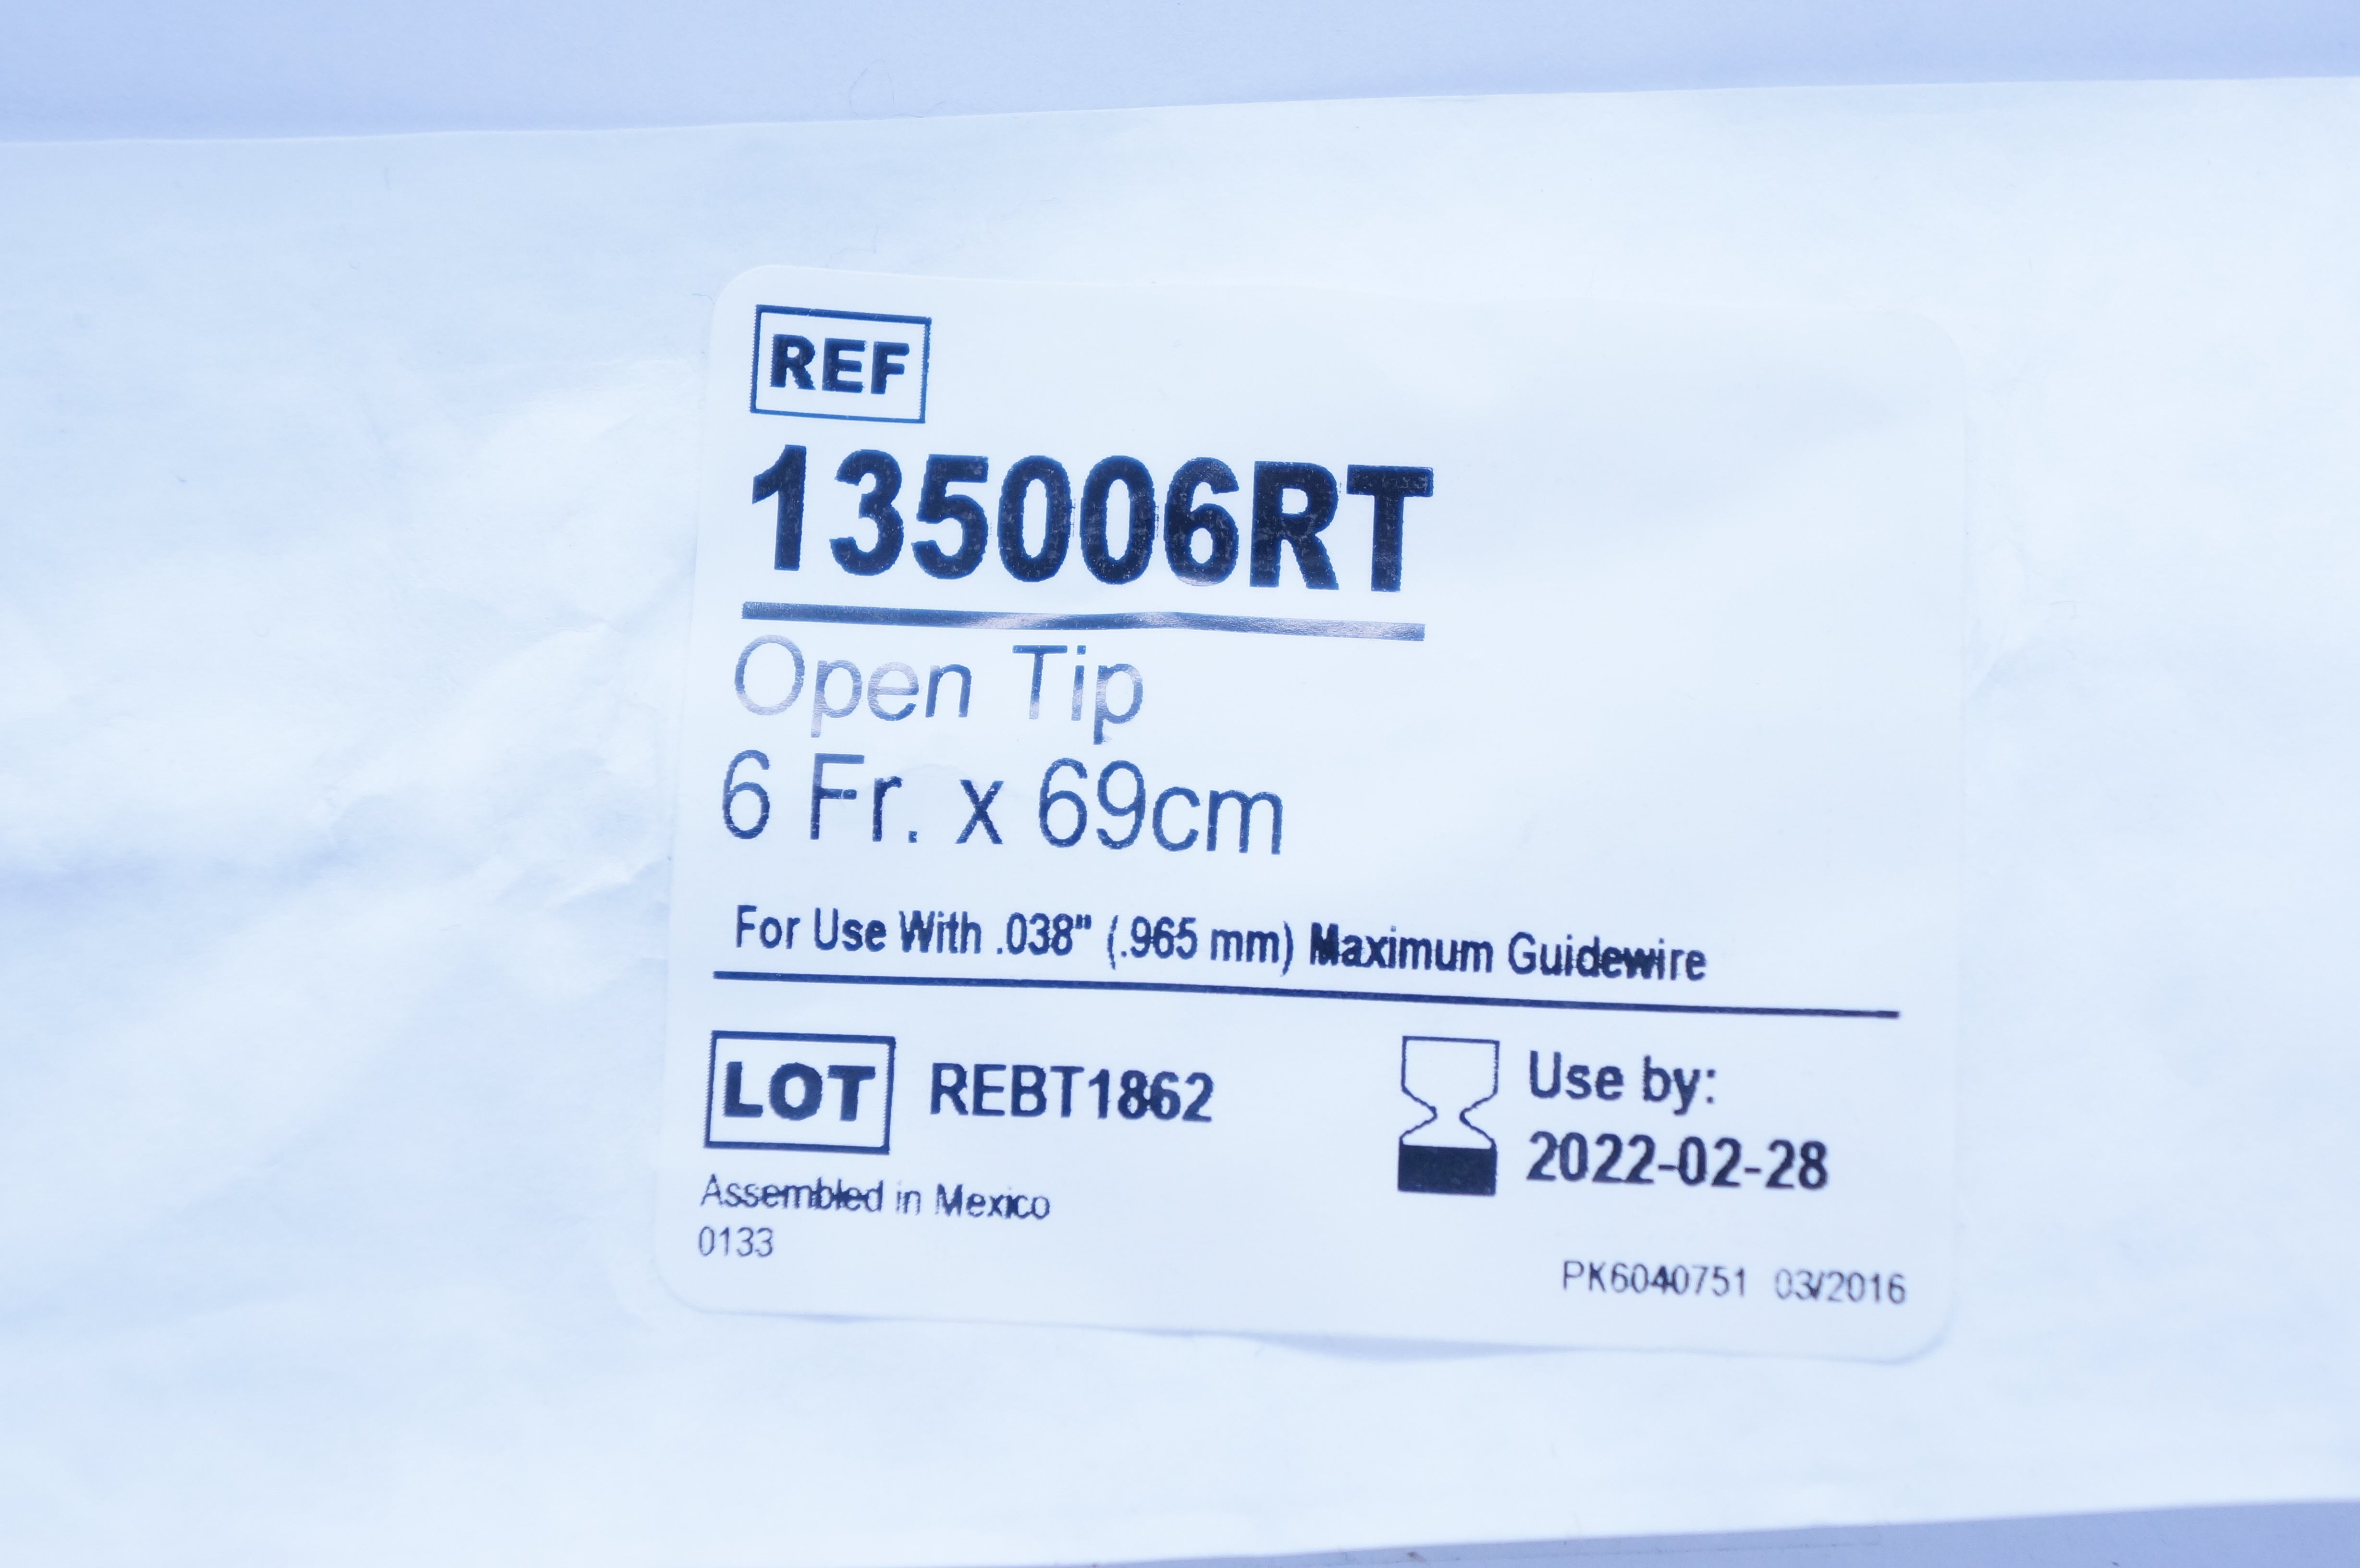 REF
135006RT
Open Tip
6 Fr. x 69cm
For Use With .038" (.965 mm) Maximum Guidewire
LOT REBT1862
Use by:
2022-02-28
Assembled in Mexico
0133
PK6040751 03/2016